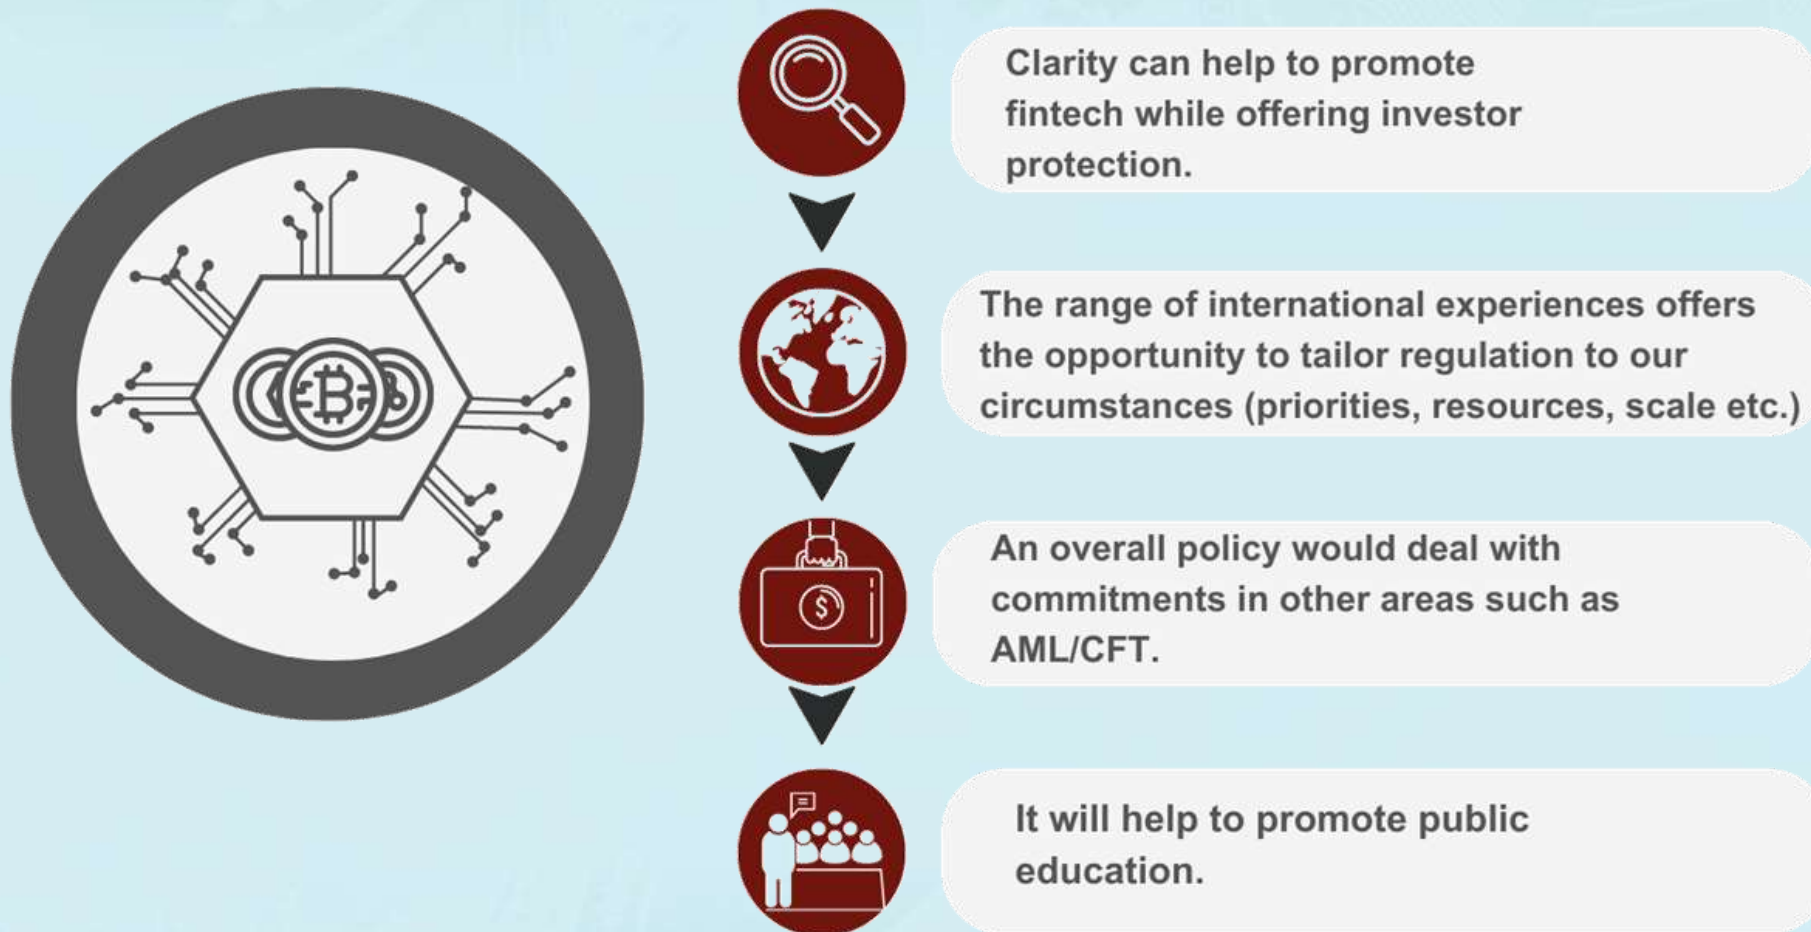 Clarity can help to promote
fintech while offering investor
protection.
The range of international experiences offers
the opportunity to tailor regulation to our
circumstances (priorities, resources, scale etc.)
An overall policy would deal with
commitments in other areas such as
AML/CFT.
It will help to promote public
education.